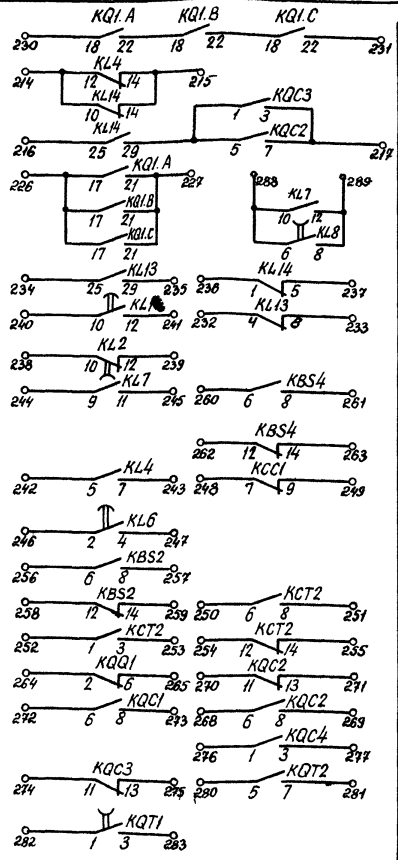 KQ1.A KQ1.B KQ1.C
230 18 22 18 22 18 22 231
KL4
214 12 14 215
KL14 KQC3
10 14 1 3
KL14 KQC2
216 25 29 5 7 217
KQ1.A
226 17 21 227 288 289
KQ1.B KL7
17 21 10 12
KQ1.C KL8
17 21 6 8
KL13 KL14
234 25 29 235 236 1 5 237
KL13
240 10 12 241 232 4 8 233
KL2
238 10 12 239
KL7 KBS4
244 9 11 245 260 6 8 261
KBS4
262 12 14 263
KL4 KCC1
242 5 7 243 248 7 9 249
KL6
246 2 4 247
KBS2
256 6 8 257
KBS2 KCT2
258 12 14 259 250 6 8 251
KCT2 KCT2
252 1 3 253 254 12 14 255
KQQ1 KQC2
264 2 6 265 270 11 13 271
KQC1 KQC2
272 6 8 273 268 6 8 269
KQC4
276 1 3 277
KQC3 KQT2
274 11 13 275 280 5 7 281
KQT1
282 1 3 283